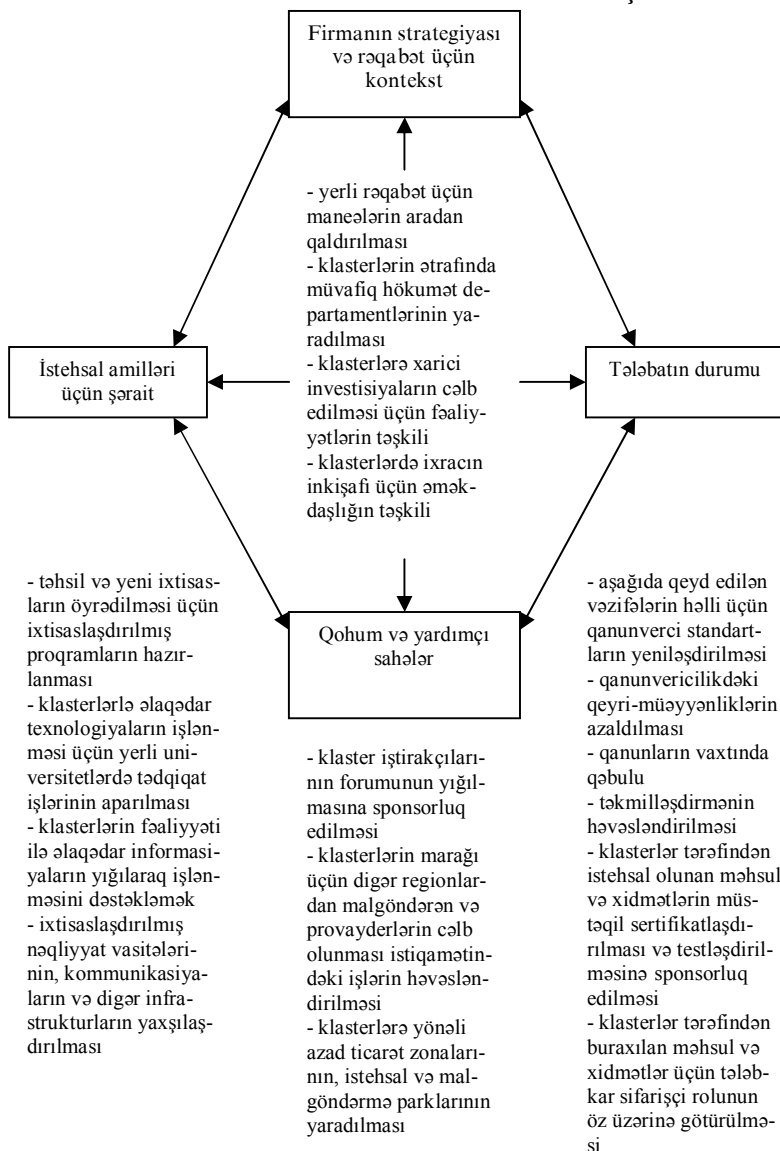 Firmanın strategiyası
və rəqabət üçün
kontekst
- yerli rəqabət üçün
maneələrin aradan
qaldırılması
- klasterlərin ətrafında
müvafiq hökumət de-
partamentlərinin ya-
radılması
- klasterlərə xarici
investisiyaların cəlb
edilməsi üçün fəaliy-
yətlərin təşkili
- klasterlərdə ixracın
inkişafı üçün əmək-
daşlığın təşkili
İstehsal amilləri
üçün şərait
Tələbatın durumu
Qohum və yardımçı
sahələr
- təhsil və yeni ixtisas-
ların öyrədilməsi üçün
ixtisaslaşdırılmış
proqramların hazır-
lanması
- klasterlərlə əlaqədar
texnologiyaların işlən-
məsi üçün yerli uni-
versitetlərdə tədqiqat
işlərinin aparılması
- klasterlərin fəaliyyəti
ilə əlaqədar informasi-
yaların yığılaraq işlən-
məsini dəstəkləmək
- ixtisaslaşdırılmış
nəqliyyat vasitələri-
nin, kommunikasiya-
ların və digər infra-
strukturların yaxşılaş-
dırılması
- klaster iştirakçıları-
nın forumunun yığıl-
masına sponsorluq
edilməsi
- klasterlərin marağı
üçün digər regionlar-
dan malgöndərən və
provayderlərin cəlb
olunması istiqamətin-
dəki işlərin həvəslən-
dirilməsi
- klasterlərə yönəli
azad ticarət zonaları-
nın, istehsal və mal-
göndərmə parklarının
yaradılması
- aşağıda qeyd edilən
vəzifələrin həlli üçün
qanunverci standart-
ların yeniləşdirilməsi
- qanunvericilikdəki
qeyri-müəyyənliklərin
azaldılması
- qanunların vaxtında
qəbulu
- təkmilləşdirmənin
həvəsləndirilməsi
- klasterlər tərəfindən
istehsal olunan məhsul
və xidmətlərin müs-
təqil sertifikatlaşdı-
rılması və testləşdiril-
məsinə sponsorluq
edilməsi
- klasterlər tərəfindən
buraxılan məhsul və
xidmətlər üçün tələb-
kar sifarişçi rolunun
öz üzərinə götürülmə-
si